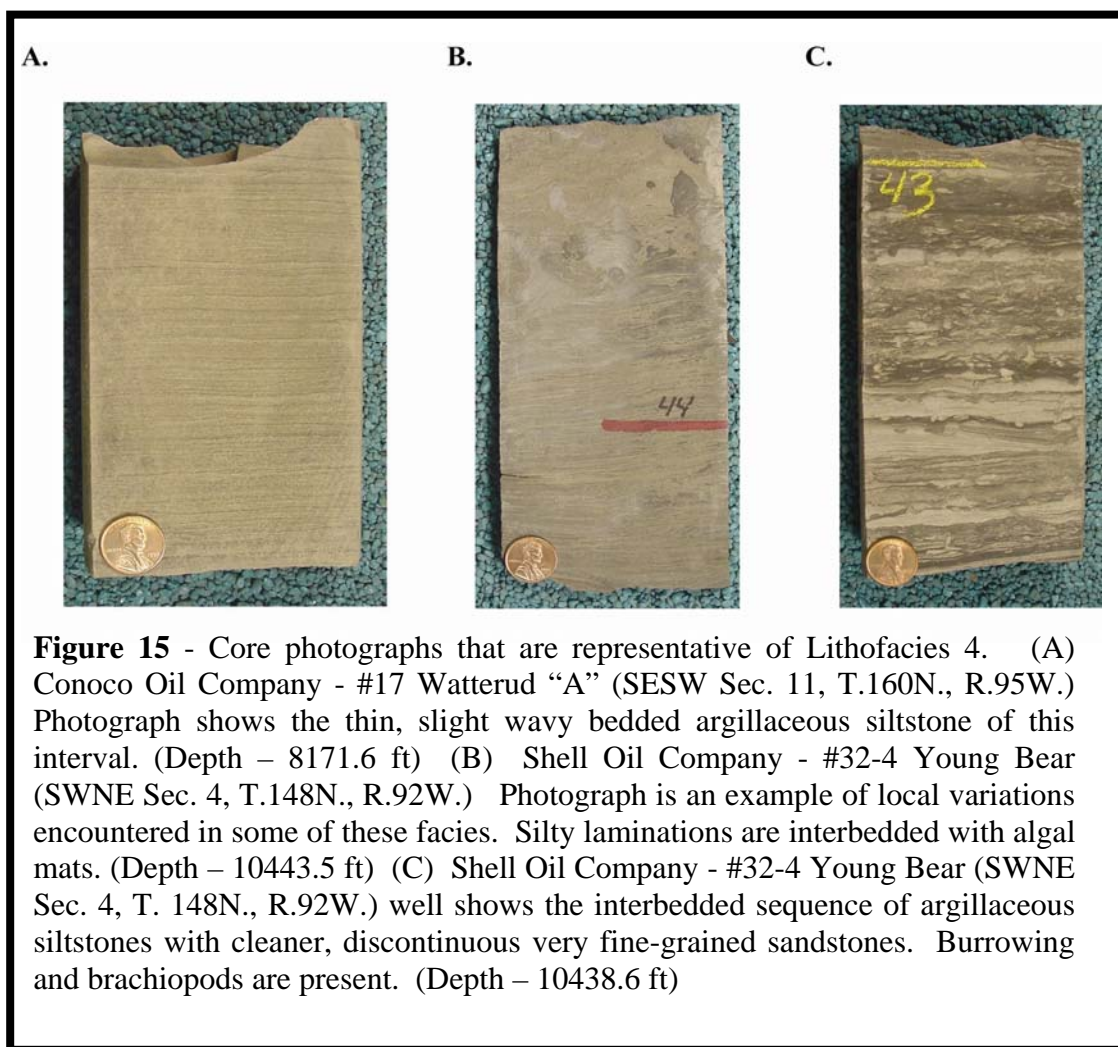 A. B. C.
43
44
Figure 15 - Core photographs that are representative of Lithofacies 4. (A)
Conoco Oil Company - #17 Watterud “A” (SESW Sec. 11, T.160N., R.95W.)
Photograph shows the thin, slight wavy bedded argillaceous siltstone of this
interval. (Depth – 8171.6 ft) (B) Shell Oil Company - #32-4 Young Bear
(SWNE Sec. 4, T.148N., R.92W.) Photograph is an example of local variations
encountered in some of these facies. Silty laminations are interbedded with algal
mats. (Depth – 10443.5 ft) (C) Shell Oil Company - #32-4 Young Bear (SWNE
Sec. 4, T. 148N., R.92W.) well shows the interbedded sequence of argillaceous
siltstones with cleaner, discontinuous very fine-grained sandstones. Burrowing
and brachiopods are present. (Depth – 10438.6 ft)